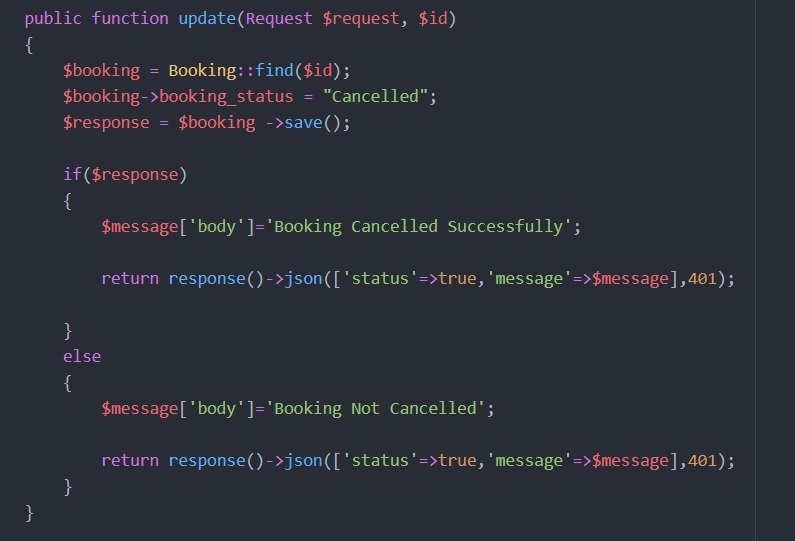 public function update(Request $request, $id)
{
    $booking = Booking::find($id);
    $booking->booking_status = "Cancelled";
    $response = $booking ->save();

    if($response)
    {
        $message['body']='Booking Cancelled Successfully';

        return response()->json(['status'=>true,'message'=>$message],401);

    }
    else
    {
        $message['body']='Booking Not Cancelled';

        return response()->json(['status'=>true,'message'=>$message],401);
    }
}